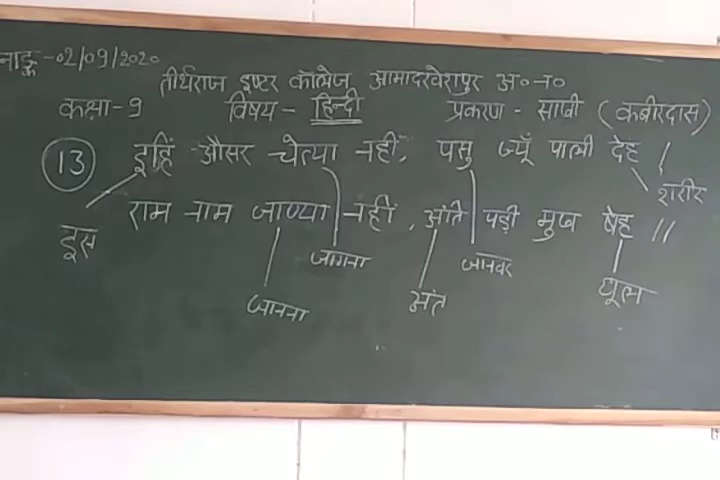 नाङ्क -02/09/2020
तीर्थराज इण्टर कॉलेज आमादरवेशपुर अ०न०
कक्षा-9 विषय- हिन्दी प्रकरण - साखी (कबीरदास)
13 इहिं औसर चेत्या नहीं, पसु ज्यूँ पाली देह ।
राम नाम जाण्या नहीं, अंति पड़ी मुख षेह ॥
इस जागना जानवर शरीर
जानना अंत धूल